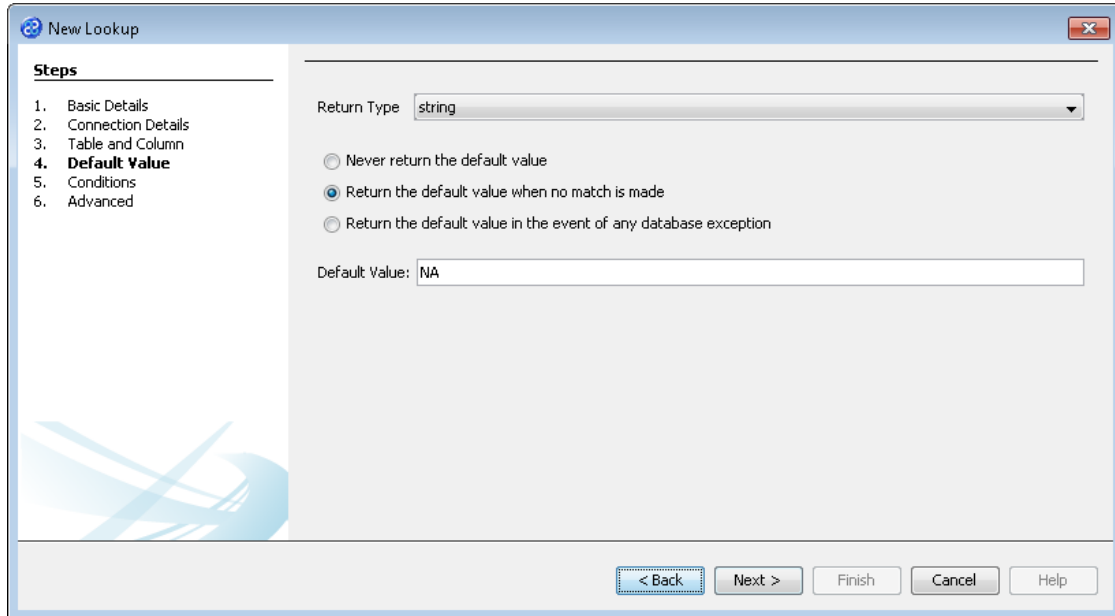 New Lookup
Steps
1. Basic Details
2. Connection Details
3. Table and Column
4. Default Value
5. Conditions
6. Advanced
Return Type string
Never return the default value
Return the default value when no match is made
Return the default value in the event of any database exception
Default Value: NA
< Back Next > Finish Cancel Help